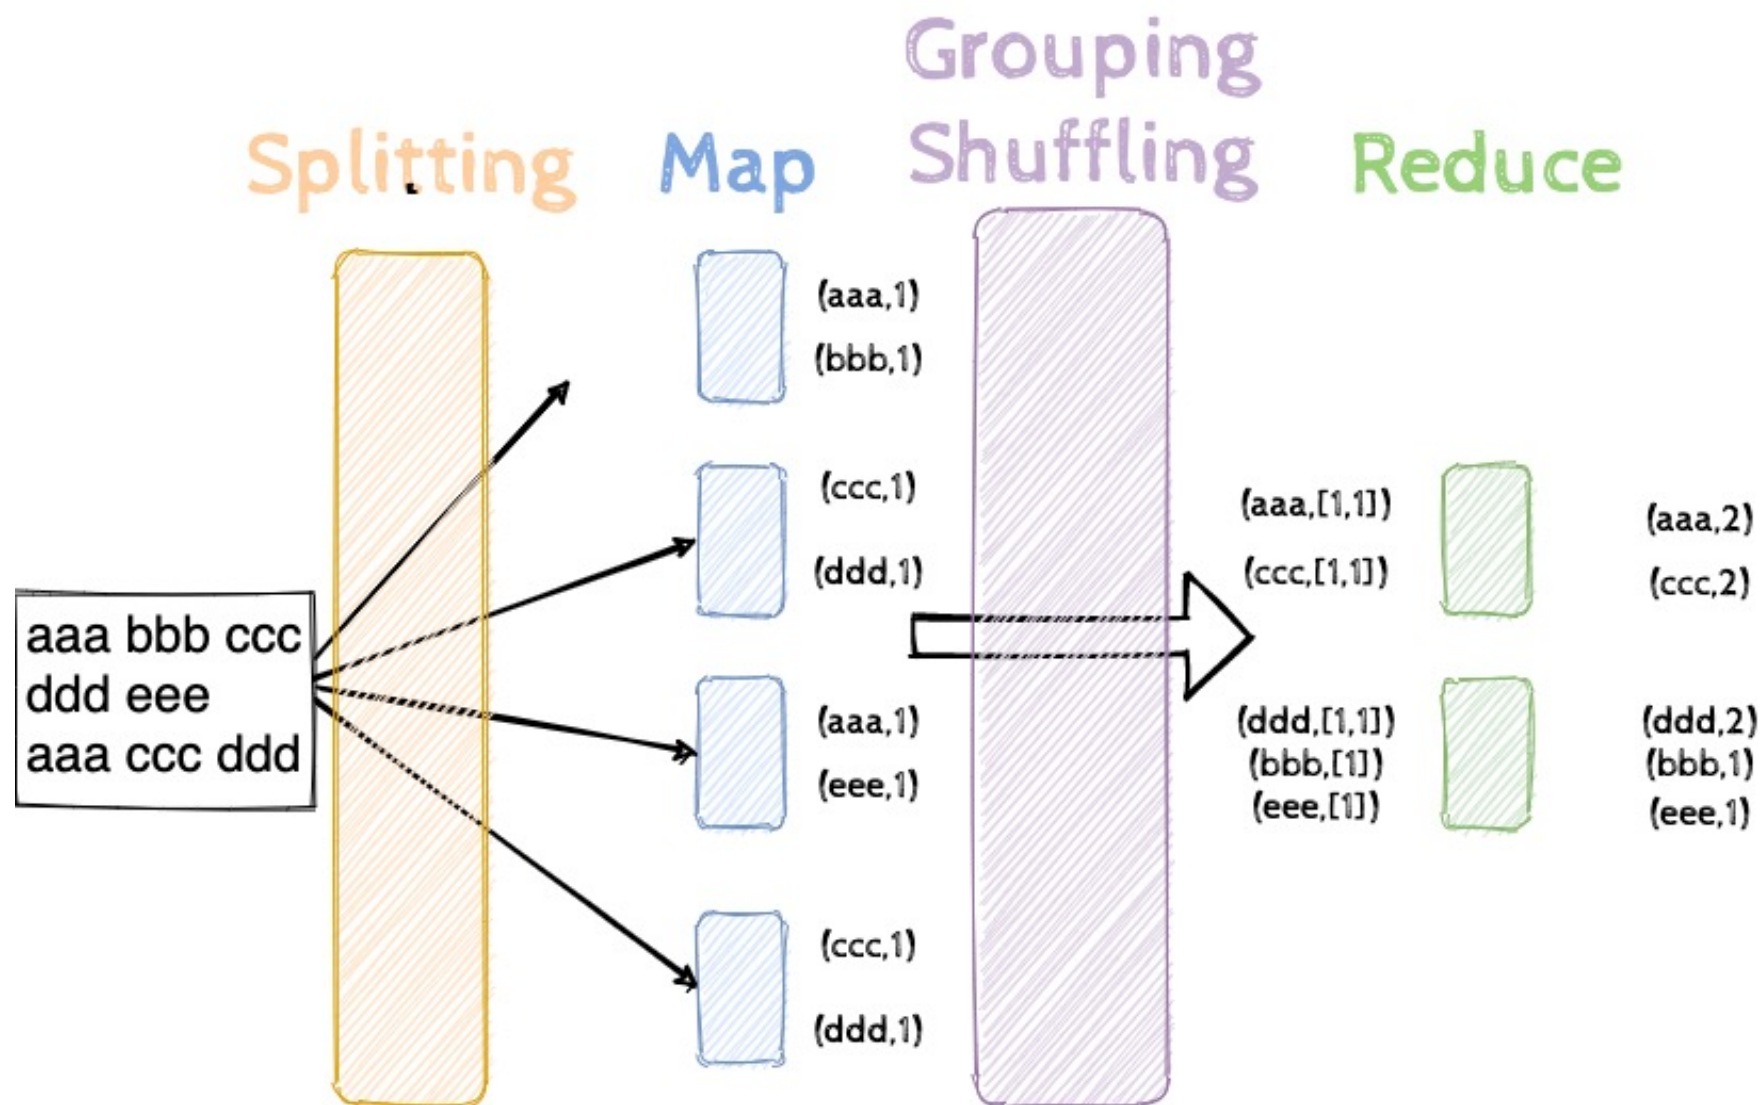 Grouping
Shuffling
Splitting
Map
Reduce
aaa bbb ccc
ddd eee
aaa ccc ddd
(aaa,1)
(bbb,1)
(ccc,1)
(ddd,1)
(aaa,1)
(eee,1)
(ccc,1)
(ddd,1)
(aaa,[1,1])
(ccc,[1,1])
(ddd,[1,1])
(bbb,[1])
(eee,[1])
(aaa,2)
(ccc,2)
(ddd,2)
(bbb,1)
(eee,1)